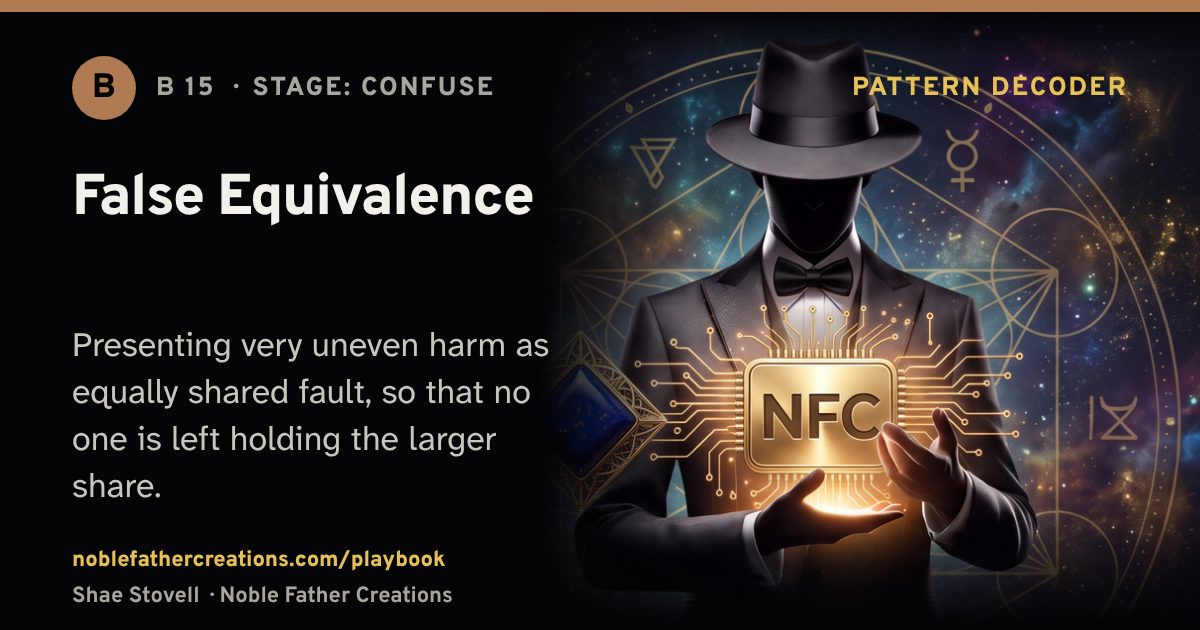 B
B 15 · STAGE: CONFUSE
PATTERN DECODER
False Equivalence
Presenting very uneven harm as
equally shared fault, so that no
one is left holding the larger
share.
NFC
noblefathercreations.com/playbook
Shae Stovell · Noble Father Creations